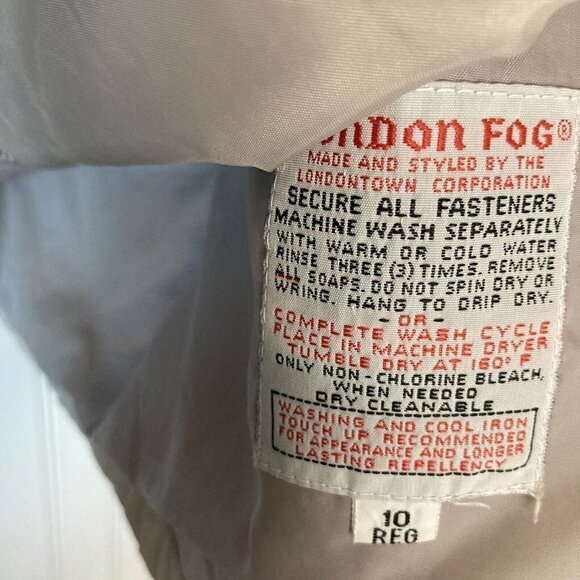 LONDON FOG®
MADE AND STYLED BY THE
LONDONTOWN CORPORATION
SECURE ALL FASTENERS
MACHINE WASH SEPARATELY
WITH WARM OR COLD WATER
RINSE THREE (3) TIMES. REMOVE
ALL SOAPS. DO NOT SPIN DRY OR
WRING. HANG TO DRIP DRY.
-OR-
COMPLETE WASH CYCLE
PLACE IN MACHINE DRYER
TUMBLE DRY AT 160° F
ONLY NON-CHLORINE BLEACH,
WHEN NEEDED
DRY CLEANABLE
WASHING AND COOL IRON
TOUCH UP RECOMMENDED
FOR APPEARANCE AND LONGER
LASTING REPELLENCY
10
REG